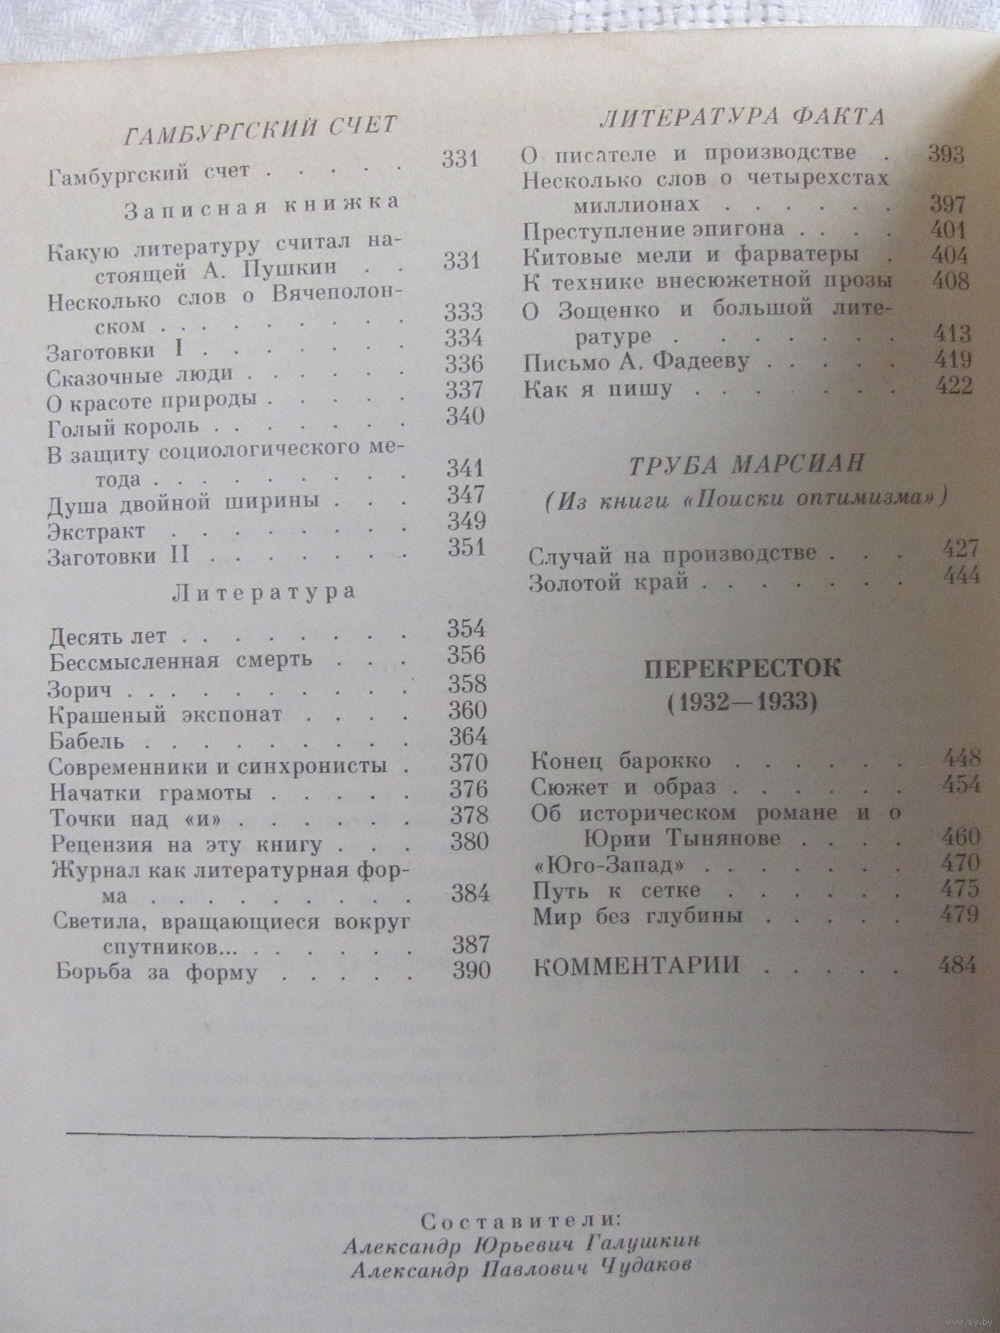 ГАМБУРГСКИЙ СЧЕТ
Гамбургский счет . . . . . 331
Записная книжка
Какую литературу считал на-
стоящей А. Пушкин . . 331
Несколько слов о Вячеполон-
ском . . . . . . . . . 333
Заготовки I . . . . . . . 334
Сказочные люди . . . . . . 336
О красоте природы . . . . . 337
Голый король . . . . . . . 340
В защиту социологического ме-
тода . . . . . . . . . 341
Душа двойной ширины . . . 347
Экстракт . . . . . . . 349
Заготовки II . . . . . . . 351
Литература
Десять лет . . . . . . . . 354
Бессмысленная смерть . . . 356
Зорич . . . . . . . . . . 358
Крашеный экспонат . . . . 360
Бабель . . . . . . . . . 364
Современники и синхронисты . 370
Начатки грамоты . . . . . 376
Точки над «и» . . . . . . 378
Рецензия на эту книгу . . . 380
Журнал как литературная фор-
ма . . . . . . . . . 384
Светила, вращающиеся вокруг
спутников... . . . . . . 387
Борьба за форму . . . . . 390
ЛИТЕРАТУРА ФАКТА
О писателе и производстве . 393
Несколько слов о четырехстах
миллионах . . . . . . 397
Преступление эпигона . . . . 401
Китовые мели и фарватеры . 404
К технике внесюжетной прозы 408
О Зощенко и большой лите-
ратуре . . . . . . . 413
Письмо А. Фадееву . . . . . 419
Как я пишу . . . . . . . 422
ТРУБА МАРСИАН
(Из книги «Поиски оптимизма»)
Случай на производстве . . . 427
Золотой край . . . . . . . 444
ПЕРЕКРЕСТОК
(1932—1933)
Конец барокко . . . . . . 448
Сюжет и образ . . . . . . 454
Об историческом романе и о
Юрии Тынянове . . . . 460
«Юго-Запад» . . . . . . . 470
Путь к сетке . . . . . . 475
Мир без глубины . . . . . 479
КОММЕНТАРИИ . . . . . 484
Составители:
Александр Юрьевич Галушкин
Александр Павлович Чудаков
www.ay.by